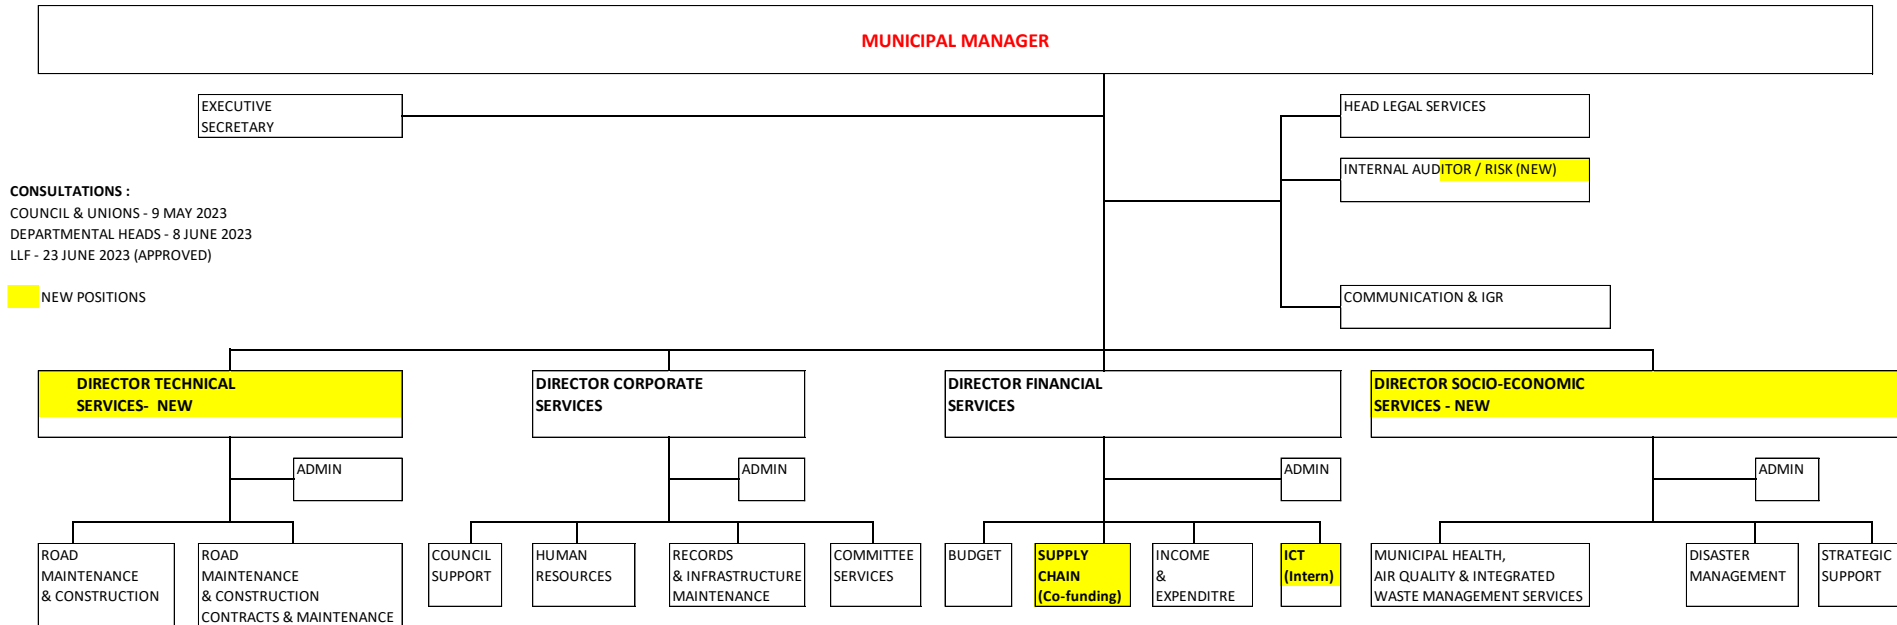 MUNICIPAL MANAGER
EXECUTIVE
SECRETARY
HEAD LEGAL SERVICES
INTERNAL AUDITOR / RISK (NEW)
CONSULTATIONS :
COUNCIL & UNIONS - 9 MAY 2023
DEPARTMENTAL HEADS - 8 JUNE 2023
LLF - 23 JUNE 2023 (APPROVED)
NEW POSITIONS
COMMUNICATION & IGR
DIRECTOR TECHNICAL
SERVICES- NEW
DIRECTOR CORPORATE
SERVICES
DIRECTOR FINANCIAL
SERVICES
DIRECTOR SOCIO-ECONOMIC
SERVICES - NEW
ADMIN
ADMIN
ADMIN
ADMIN
ROAD
MAINTENANCE
& CONSTRUCTION
ROAD
MAINTENANCE
& CONSTRUCTION
CONTRACTS & MAINTENANCE
COUNCIL
SUPPORT
HUMAN
RESOURCES
RECORDS
& INFRASTRUCTURE
MAINTENANCE
COMMITTEE
SERVICES
BUDGET
SUPPLY
CHAIN
(Co-funding)
INCOME
&
EXPENDITRE
ICT
(Intern)
MUNICIPAL HEALTH,
AIR QUALITY & INTEGRATED
WASTE MANAGEMENT SERVICES
DISASTER
MANAGEMENT
STRATEGIC
SUPPORT